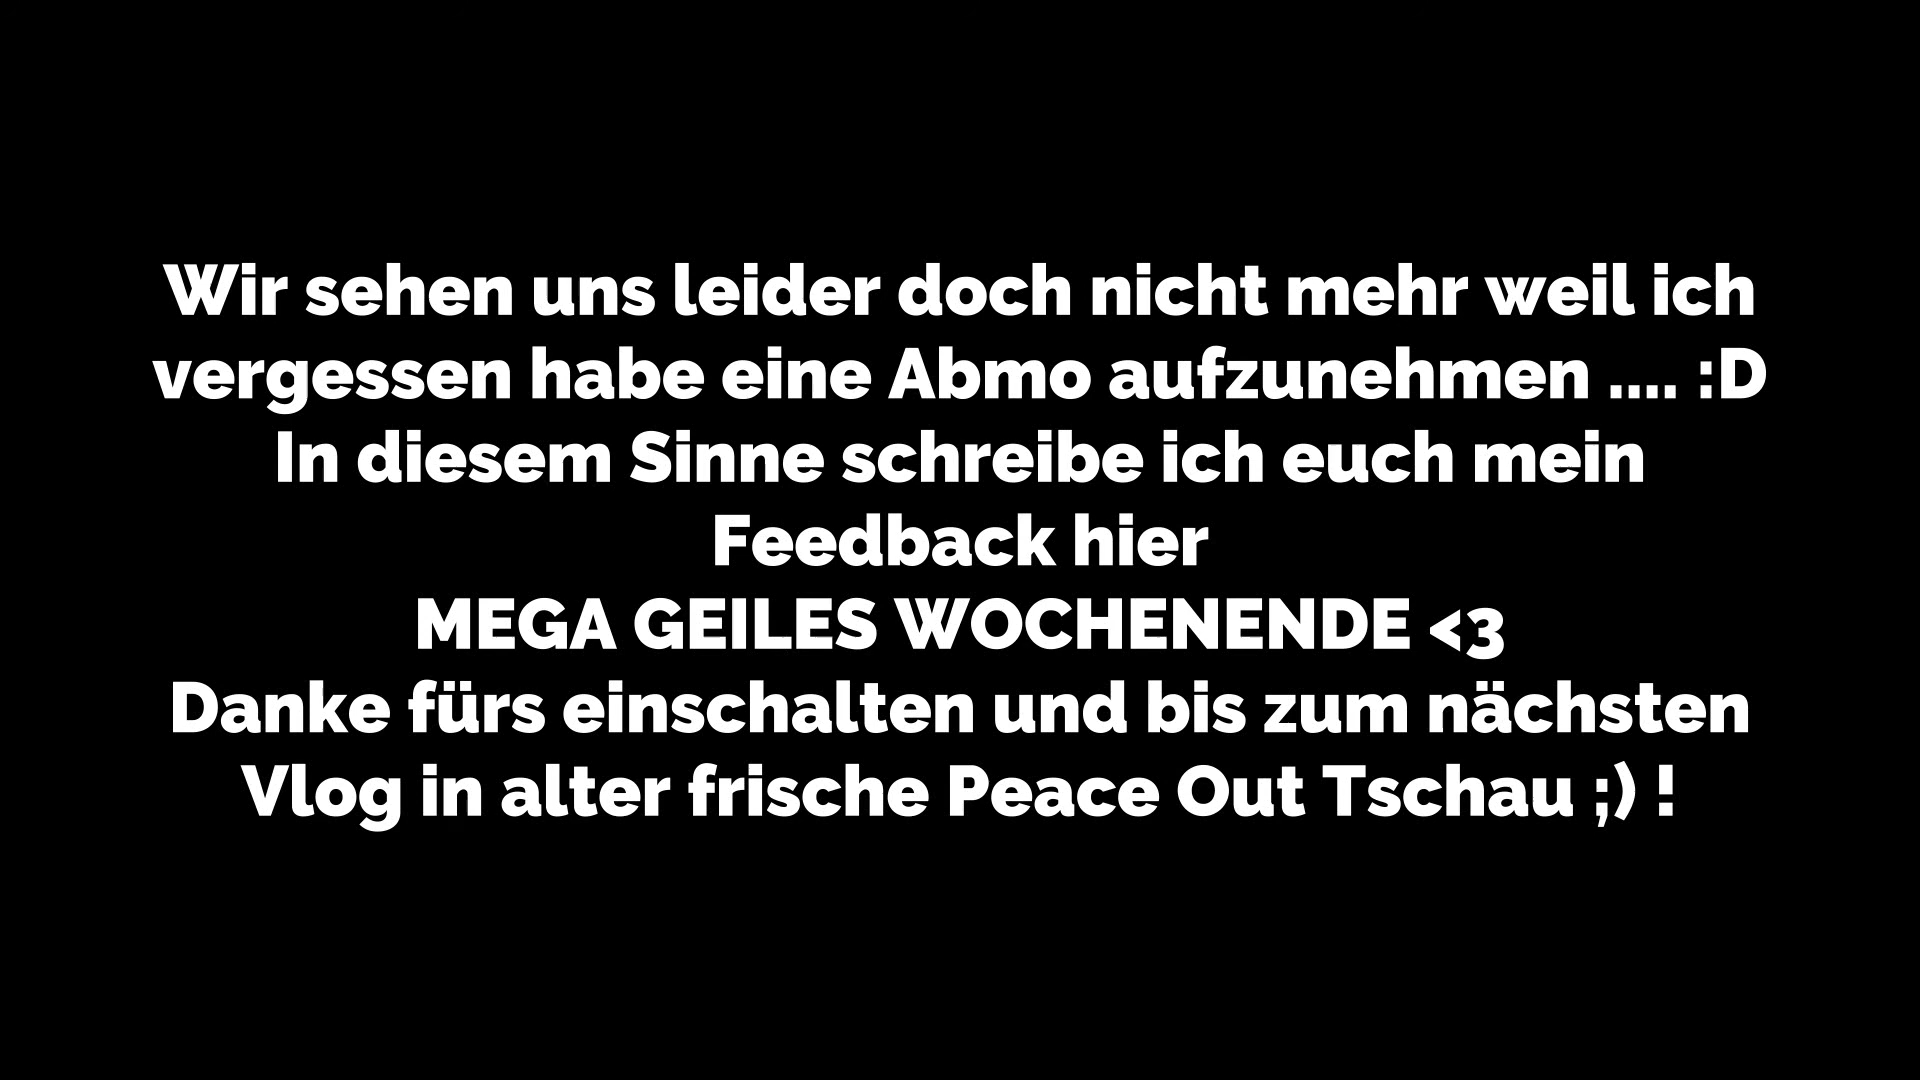 Wir sehen uns leider doch nicht mehr weil ich
vergessen habe eine Abmo aufzunehmen .... :D
In diesem Sinne schreibe ich euch mein
Feedback hier
MEGA GEILES WOCHENENDE <3
Danke fürs einschalten und bis zum nächsten
Vlog in alter frische Peace Out Tschau ;) !